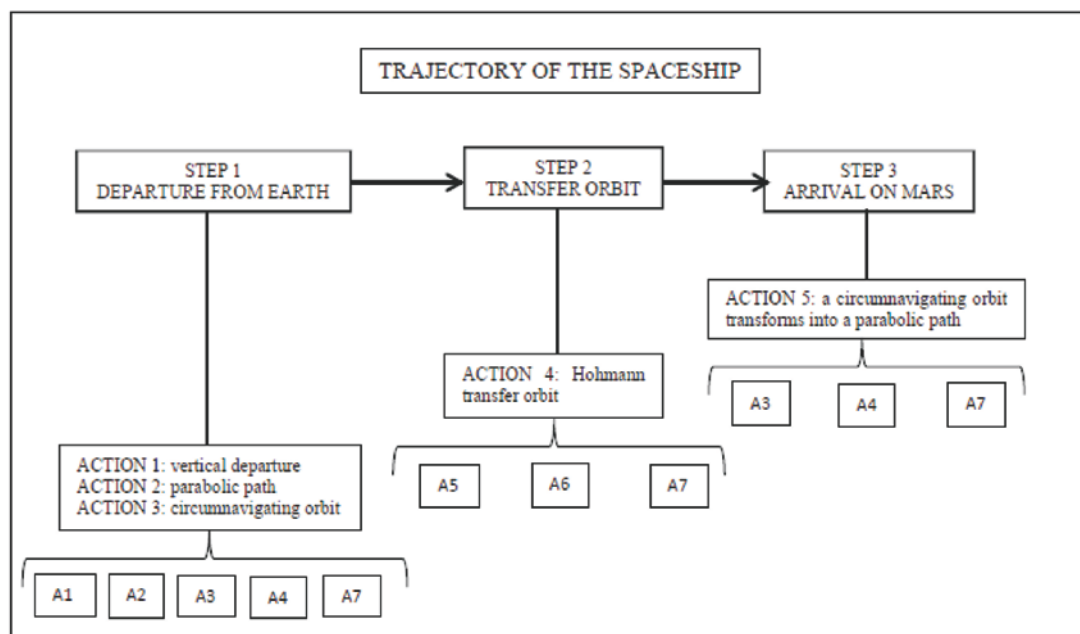 TRAJECTORY OF THE SPACESHIP
STEP 1
DEPARTURE FROM EARTH
STEP 2
TRANSFER ORBIT
STEP 3
ARRIVAL ON MARS
ACTION 1: vertical departure
ACTION 2: parabolic path
ACTION 3: circumnavigating orbit
A1 A2 A3 A4 A7
ACTION 4: Hohmann
transfer orbit
A5 A6 A7
ACTION 5: a circumnavigating orbit
transforms into a parabolic path
A3 A4 A7